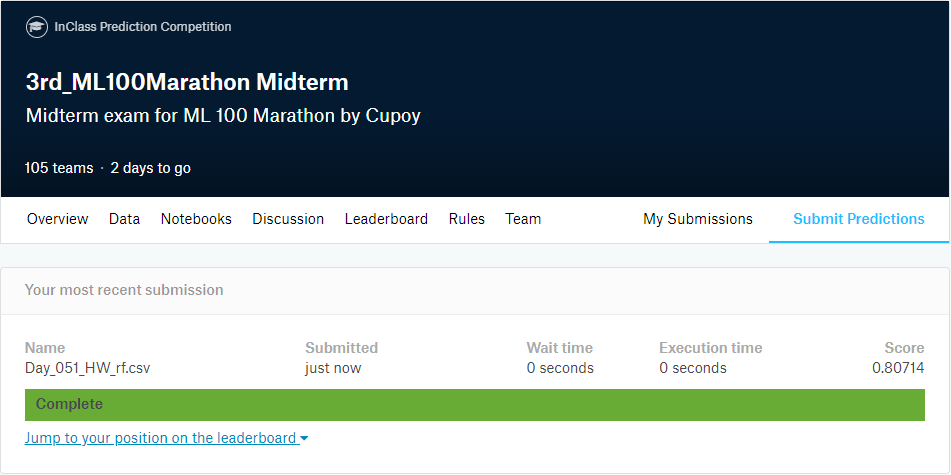 InClass Prediction Competition
3rd_ML100Marathon Midterm
Midterm exam for ML 100 Marathon by Cupoy
105 teams · 2 days to go
Overview Data Notebooks Discussion Leaderboard Rules Team My Submissions Submit Predictions
Your most recent submission
Name Submitted Wait time Execution time Score
Day_051_HW_rf.csv just now 0 seconds 0 seconds 0.80714
Complete
Jump to your position on the leaderboard